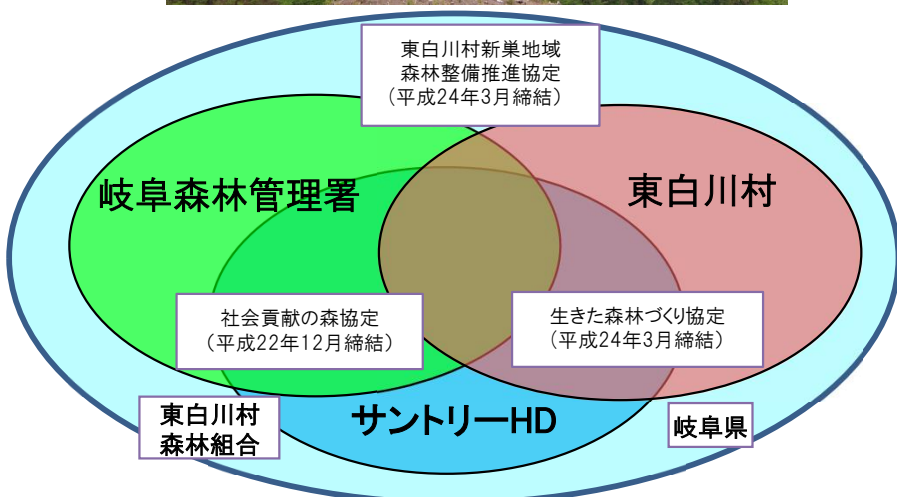 東白川村新巣地域
森林整備推進協定
（平成24年3月締結）
岐阜森林管理署
東白川村
社会貢献の森協定
（平成22年12月締結）
生きた森林づくり協定
（平成24年3月締結）
サントリーHD
東白川村
森林組合
岐阜県